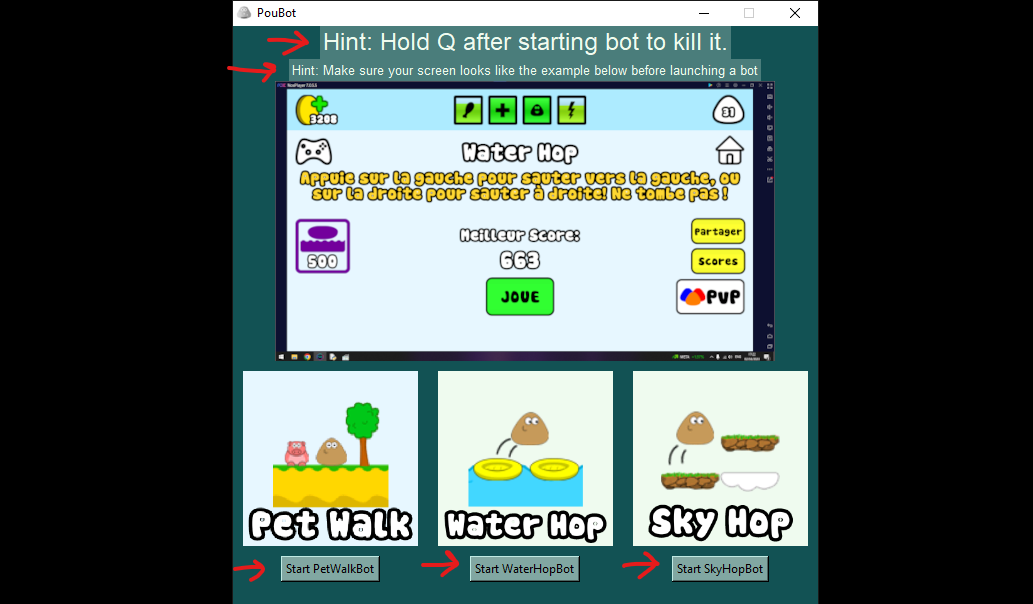 PouBot
Hint: Hold Q after starting bot to kill it.
Hint: Make sure your screen looks like the example below before launching a bot
3208
31
Water Hop
Appuie sur la gauche pour sauter vers la gauche, ou
sur la droite pour sauter à droite! Ne tombe pas !
500
Meilleur Score:
663
JOUE
Partager
Scores
PvP
Pet Walk
Water Hop
Sky Hop
Start PetWalkBot
Start WaterHopBot
Start SkyHopBot